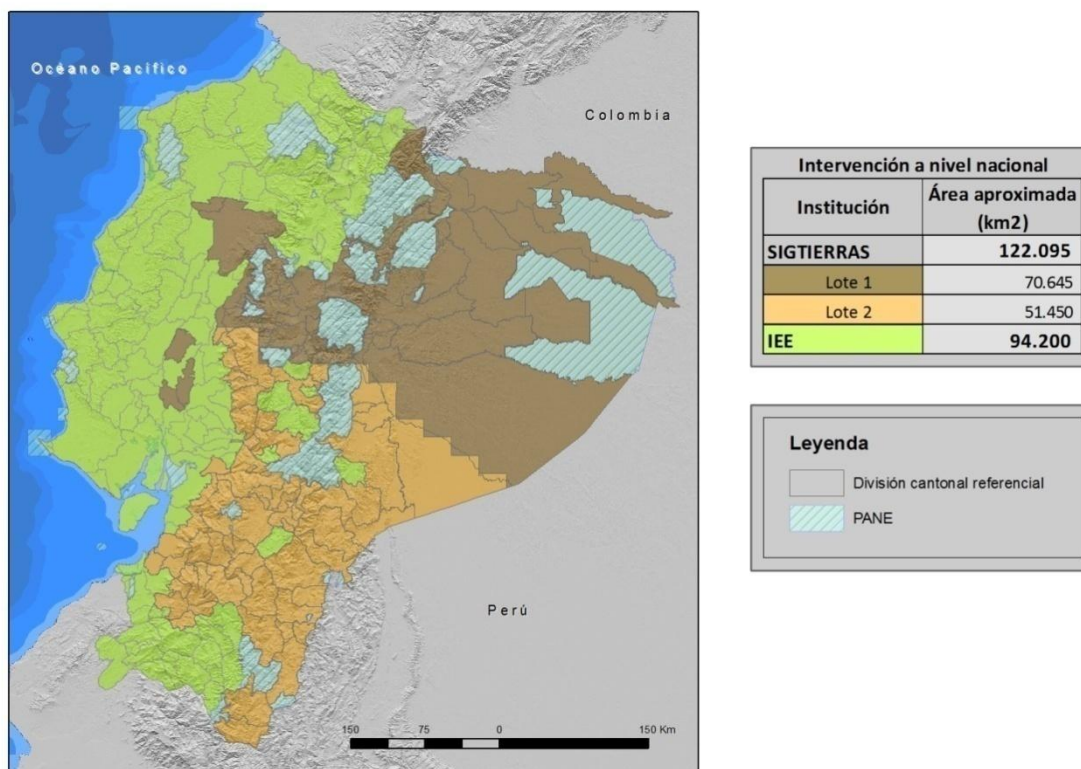 Océano Pacífico
Colombia
Perú
150 75 0 150 Km
Intervención a nivel nacional
Institución Área aproximada (km2)
SIGTIERRAS 122.095
Lote 1 70.645
Lote 2 51.450
IEE 94.200
Leyenda
División cantonal referencial
PANE